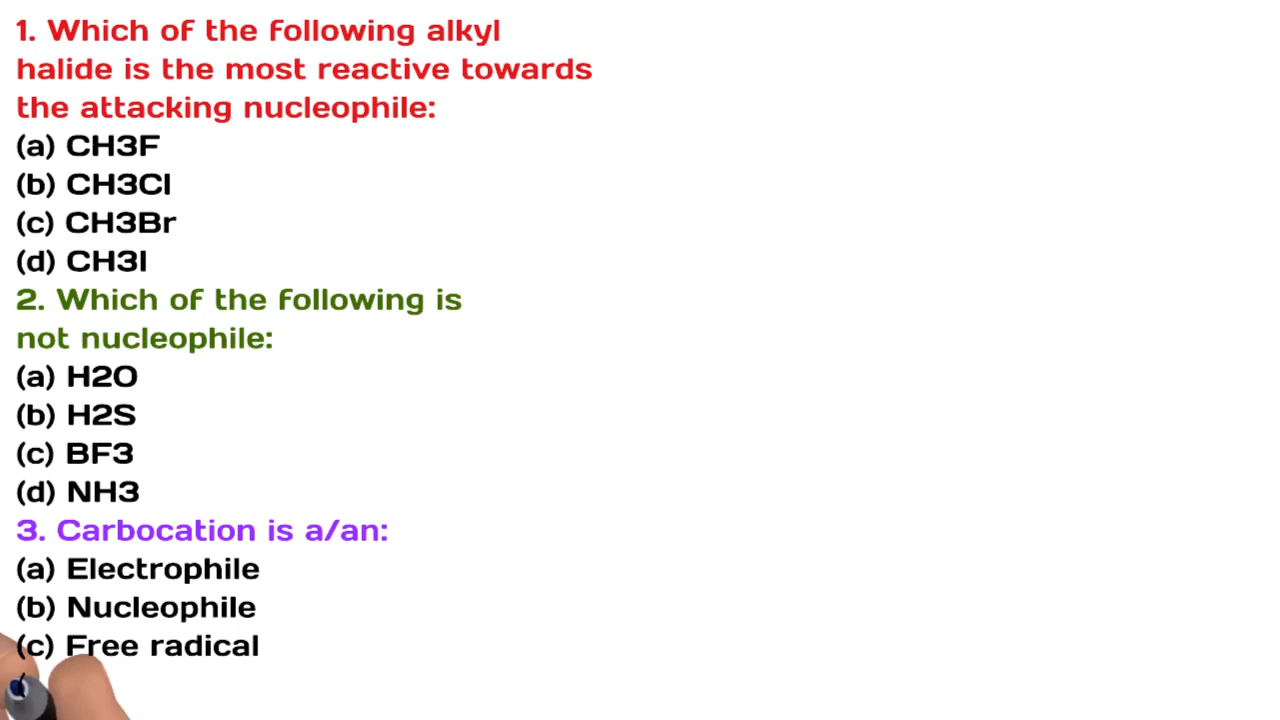 1. Which of the following alkyl
halide is the most reactive towards
the attacking nucleophile:
(a) CH3F
(b) CH3Cl
(c) CH3Br
(d) CH3I
2. Which of the following is
not nucleophile:
(a) H2O
(b) H2S
(c) BF3
(d) NH3
3. Carbocation is a/an:
(a) Electrophile
(b) Nucleophile
(c) Free radical